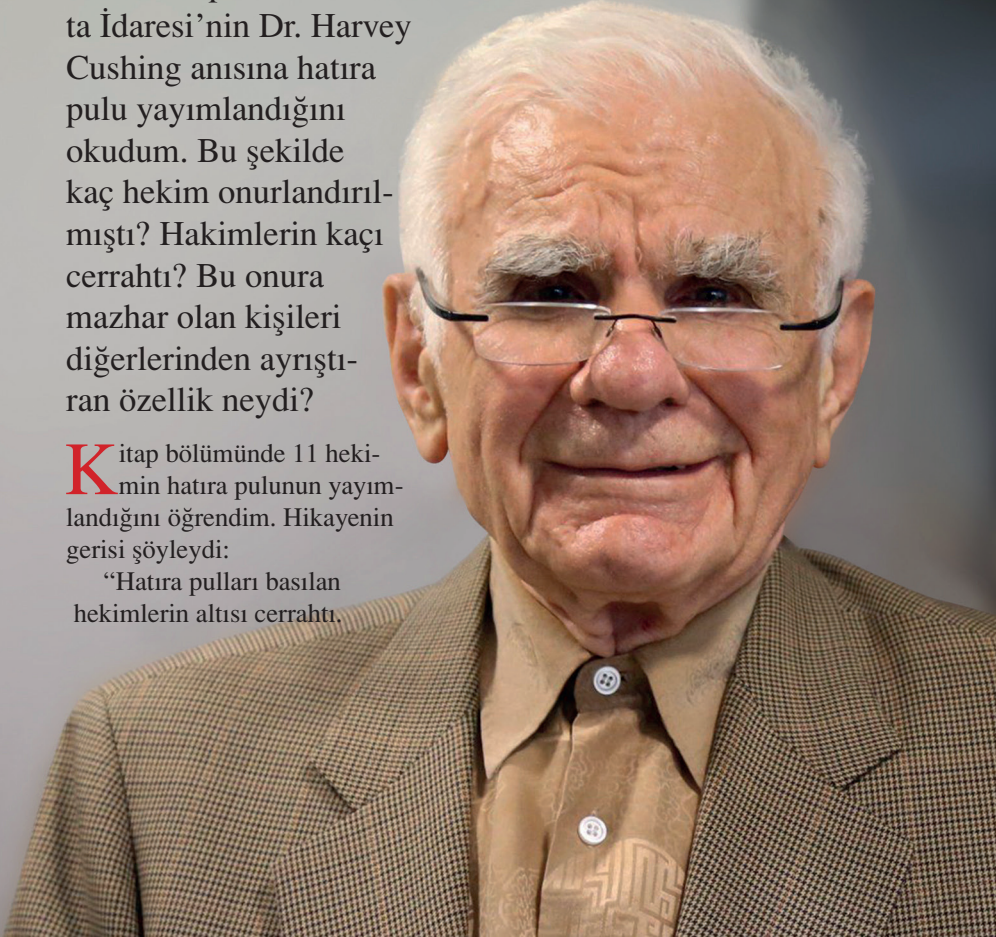 ta İdaresi’nin Dr. Harvey
Cushing anısına hatıra
pulu yayımlandığını
okudum. Bu şekilde
kaç hekim onurlandırıl-
mıştı? Hakimlerin kaçı
cerrahtı? Bu onura
mazhar olan kişileri
diğerlerinden ayrıştı-
ran özellik neydi?
Kitap bölümünde 11 heki-
min hatıra pulunun yayım-
landığını öğrendim. Hikayenin
gerisi şöyleydi:
“Hatıra pulları basılan
hekimlerin altısı cerrahtı.